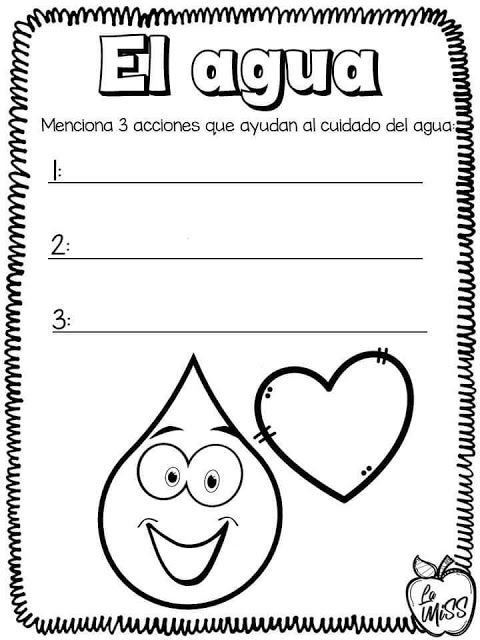 El agua
Menciona 3 acciones que ayudan al cuidado del agua:
1:
2:
3:
La
MiSS